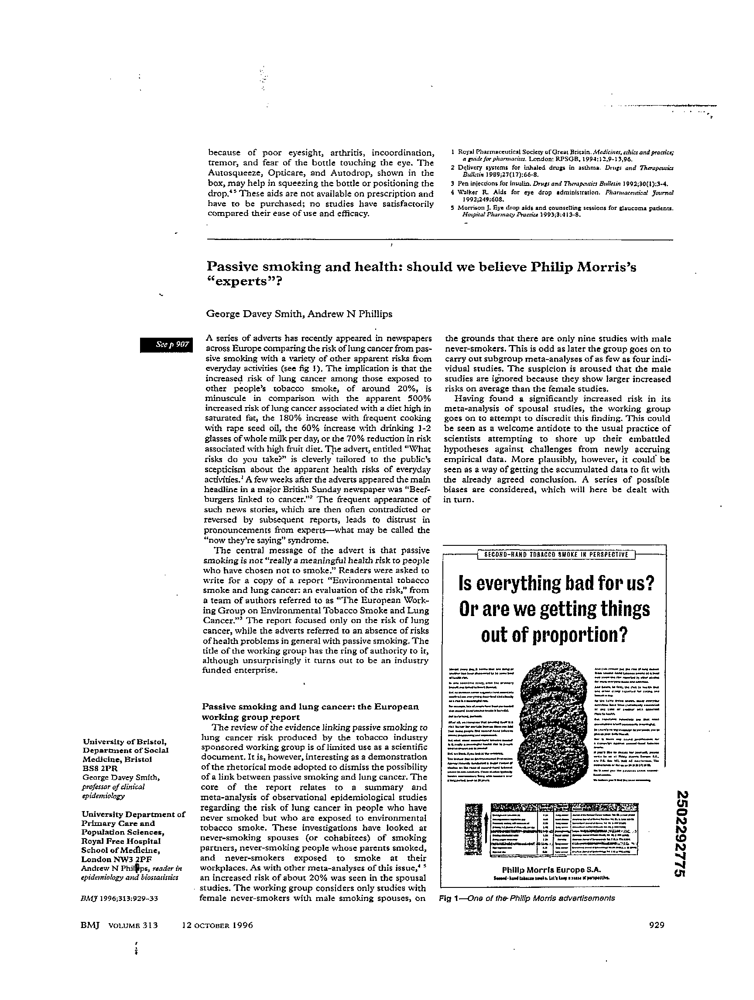 because of poor eyesight, arthritis, incoordination,
tremor, and fear of the bottle touching the eye. The
Autosqueeze, Opticare, and Autodrop, shown in the
box, may help in squeezing the bottle or positioning the
drop.4 5 These aids are not available on prescription and
have to be purchased; no studies have satisfactorily
compared their ease of use and efficacy.
1 Royal Pharmaceutical Society of Great Britain. Medicines, ethics and practice;
a guide for pharmacists. London: RPSGB, 1994:12,9-13,96.
2 Delivery systems for inhaled drugs in asthma. Drugs and Therapeutics
Bulletin 1989;27(17):66-8.
3 Pen injections for insulin. Drugs and Therapeutics Bulletin 1992;30(1):3-4.
4 Walker R. Aids for eye drop administration. Pharmaceutical Journal
1992;249:608.
5 Morrison J. Eye drop aids and counselling sessions for glaucoma patients.
Hospital Pharmacy Practice 1993;3:413-8.
Passive smoking and health: should we believe Philip Morris's
"experts"?
George Davey Smith, Andrew N Phillips
See p 907
A series of adverts has recently appeared in newspapers
across Europe comparing the risk of lung cancer from pas-
sive smoking with a variety of other apparent risks from
everyday activities (see fig 1). The implication is that the
increased risk of lung cancer among those exposed to
other people's tobacco smoke, of around 20%, is
minuscule in comparison with the apparent 500%
increased risk of lung cancer associated with a diet high in
saturated fat, the 180% increase with frequent cooking
with rape seed oil, the 60% increase with drinking 1-2
glasses of whole milk per day, or the 70% reduction in risk
associated with high fruit diet. The advert, entitled "What
risks do you take?" is cleverly tailored to the public's
scepticism about the apparent health risks of everyday
activities.1 A few weeks after the adverts appeared the main
headline in a major British Sunday newspaper was "Beef-
burgers linked to cancer."2 The frequent appearance of
such news stories, which are then often contradicted or
reversed by subsequent reports, leads to distrust in
pronouncements from experts—what may be called the
"now they're saying" syndrome.
The central message of the advert is that passive
smoking is not "really a meaningful health risk to people
who have chosen not to smoke." Readers were asked to
write for a copy of a report "Environmental tobacco
smoke and lung cancer: an evaluation of the risk," from
a team of authors referred to as "The European Work-
ing Group on Environmental Tobacco Smoke and Lung
Cancer."3 The report focused only on the risk of lung
cancer, while the adverts referred to an absence of risks
of health problems in general with passive smoking. The
title of the working group has the ring of authority to it,
although unsurprisingly it turns out to be an industry
funded enterprise.
Passive smoking and lung cancer: the European
working group report
The review of the evidence linking passive smoking to
lung cancer risk produced by the tobacco industry
sponsored working group is of limited use as a scientific
document. It is, however, interesting as a demonstration
of the rhetorical mode adopted to dismiss the possibility
of a link between passive smoking and lung cancer. The
core of the report relates to a summary and
meta-analysis of observational epidemiological studies
regarding the risk of lung cancer in people who have
never smoked but who are exposed to environmental
tobacco smoke. These investigations have looked at
never-smoking spouses (or cohabitees) of smoking
partners, never-smoking people whose parents smoked,
and never-smokers exposed to smoke at their
workplaces. As with other meta-analyses of this issue,4 5
an increased risk of about 20% was seen in the spousal
studies. The working group considers only studies with
female never-smokers with male smoking spouses, on
the grounds that there are only nine studies with male
never-smokers. This is odd as later the group goes on to
carry out subgroup meta-analyses of as few as four indi-
vidual studies. The suspicion is aroused that the male
studies are ignored because they show larger increased
risks on average than the female studies.
Having found a significantly increased risk in its
meta-analysis of spousal studies, the working group
goes on to attempt to discredit this finding. This could
be seen as a welcome antidote to the usual practice of
scientists attempting to shore up their embattled
hypotheses against challenges from newly accruing
empirical data. More plausibly, however, it could be
seen as a way of getting the accumulated data to fit with
the already agreed conclusion. A series of possible
biases are considered, which will here be dealt with
in turn.
SECOND-HAND TOBACCO SMOKE IN PERSPECTIVE
Is everything bad for us?
Or are we getting things
out of proportion?
Philip Morris Europe S.A.
Second-hand tobacco smoke. Let's keep a sense of perspective.
Fig 1—One of the Philip Morris advertisements
University of Bristol,
Department of Social
Medicine, Bristol
BS8 2PR
George Davey Smith,
professor of clinical
epidemiology
University Department of
Primary Care and
Population Sciences,
Royal Free Hospital
School of Medicine,
London NW3 2PF
Andrew N Phillips, reader in
epidemiology and biostatistics
BMJ 1996;313:929-33
2502292775
BMJ VOLUME 313 12 OCTOBER 1996
929